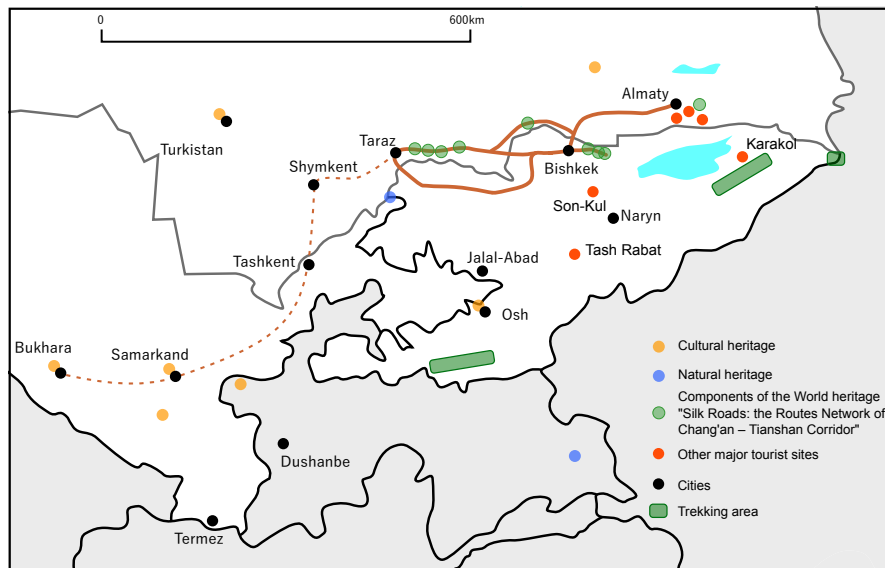 0
600km
Almaty
Turkistan
Taraz
Shymkent
Bishkek
Karakol
Son-Kul
Naryn
Tashkent
Jalal-Abad
Tash Rabat
Osh
Bukhara
Samarkand
Dushanbe
Termez
Cultural heritage
Natural heritage
Components of the World heritage
"Silk Roads: the Routes Network of
Chang'an – Tianshan Corridor"
Other major tourist sites
Cities
Trekking area